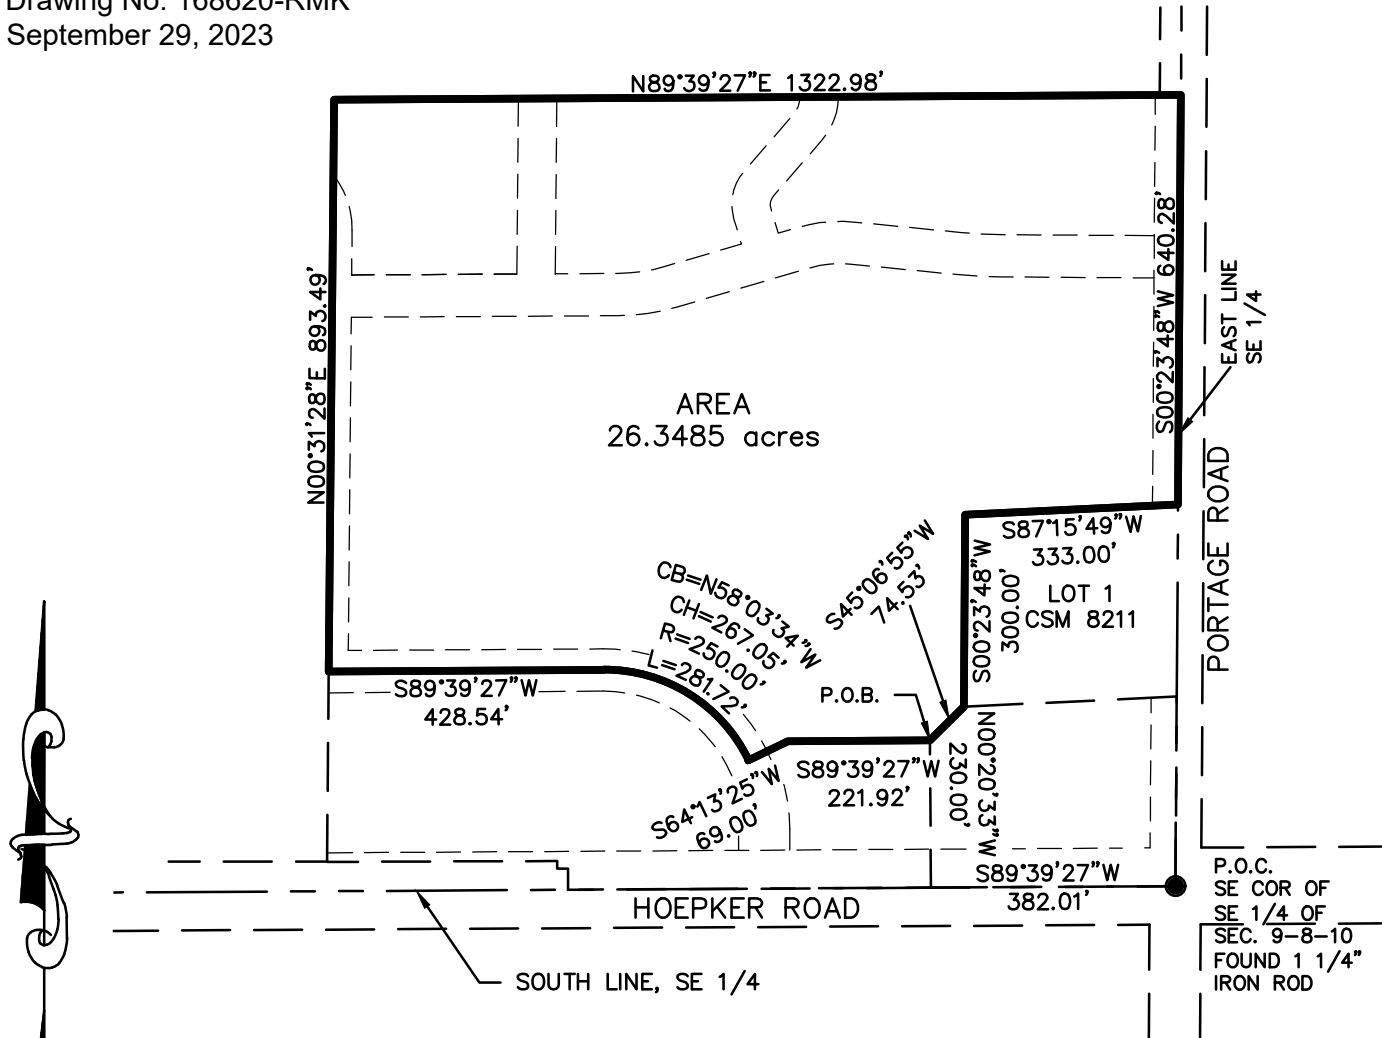 Drawing No. 168620-RMK
September 29, 2023
N89°39'27"E 1322.98'
S00°23'48"W 640.28'
EAST LINE
SE 1/4
N00°31'28"E 893.49'
AREA
26.3485 acres
PORTAGE ROAD
S87°15'49"W
333.00'
LOT 1
CSM 8211
S00°23'48"W
300.00'
S45°06'55"W
74.53'
CB=N58°03'34"W
CH=267.05'
R=250.00'
L=281.72'
P.O.B.
S89°39'27"W
428.54'
S89°39'27"W
221.92'
N00°20'33"W
230.00'
S64°13'25"W
69.00'
S89°39'27"W
382.01'
HOEPKER ROAD
P.O.C.
SE COR OF
SE 1/4 OF
SEC. 9-8-10
FOUND 1 1/4"
IRON ROD
SOUTH LINE, SE 1/4